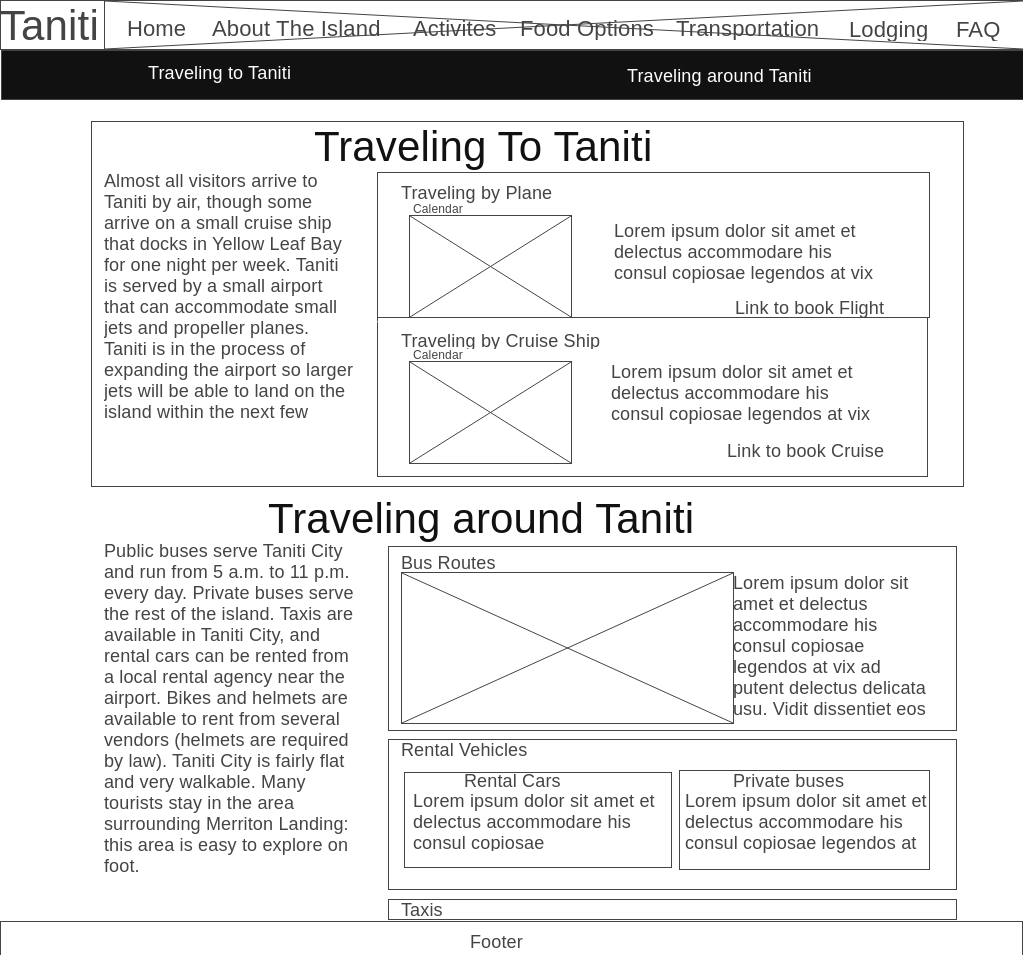 Taniti
Home About The Island Activites Food Options Transportation Lodging FAQ
Traveling to Taniti Traveling around Taniti
Traveling To Taniti
Almost all visitors arrive to
Taniti by air, though some
arrive on a small cruise ship
that docks in Yellow Leaf Bay
for one night per week. Taniti
is served by a small airport
that can accommodate small
jets and propeller planes.
Taniti is in the process of
expanding the airport so larger
jets will be able to land on the
island within the next few
Traveling by Plane
Calendar
Lorem ipsum dolor sit amet et
delectus accommodare his
consul copiosae legendos at vix
Link to book Flight
Traveling by Cruise Ship
Calendar
Lorem ipsum dolor sit amet et
delectus accommodare his
consul copiosae legendos at vix
Link to book Cruise
Traveling around Taniti
Public buses serve Taniti City
and run from 5 a.m. to 11 p.m.
every day. Private buses serve
the rest of the island. Taxis are
available in Taniti City, and
rental cars can be rented from
a local rental agency near the
airport. Bikes and helmets are
available to rent from several
vendors (helmets are required
by law). Taniti City is fairly flat
and very walkable. Many
tourists stay in the area
surrounding Merriton Landing:
this area is easy to explore on
foot.
Bus Routes
Lorem ipsum dolor sit
amet et delectus
accommodare his
consul copiosae
legendos at vix ad
putent delectus delicata
usu. Vidit dissentiet eos
Rental Vehicles
Rental Cars
Lorem ipsum dolor sit amet et
delectus accommodare his
consul copiosae
Private buses
Lorem ipsum dolor sit amet et
delectus accommodare his
consul copiosae legendos at
Taxis
Footer